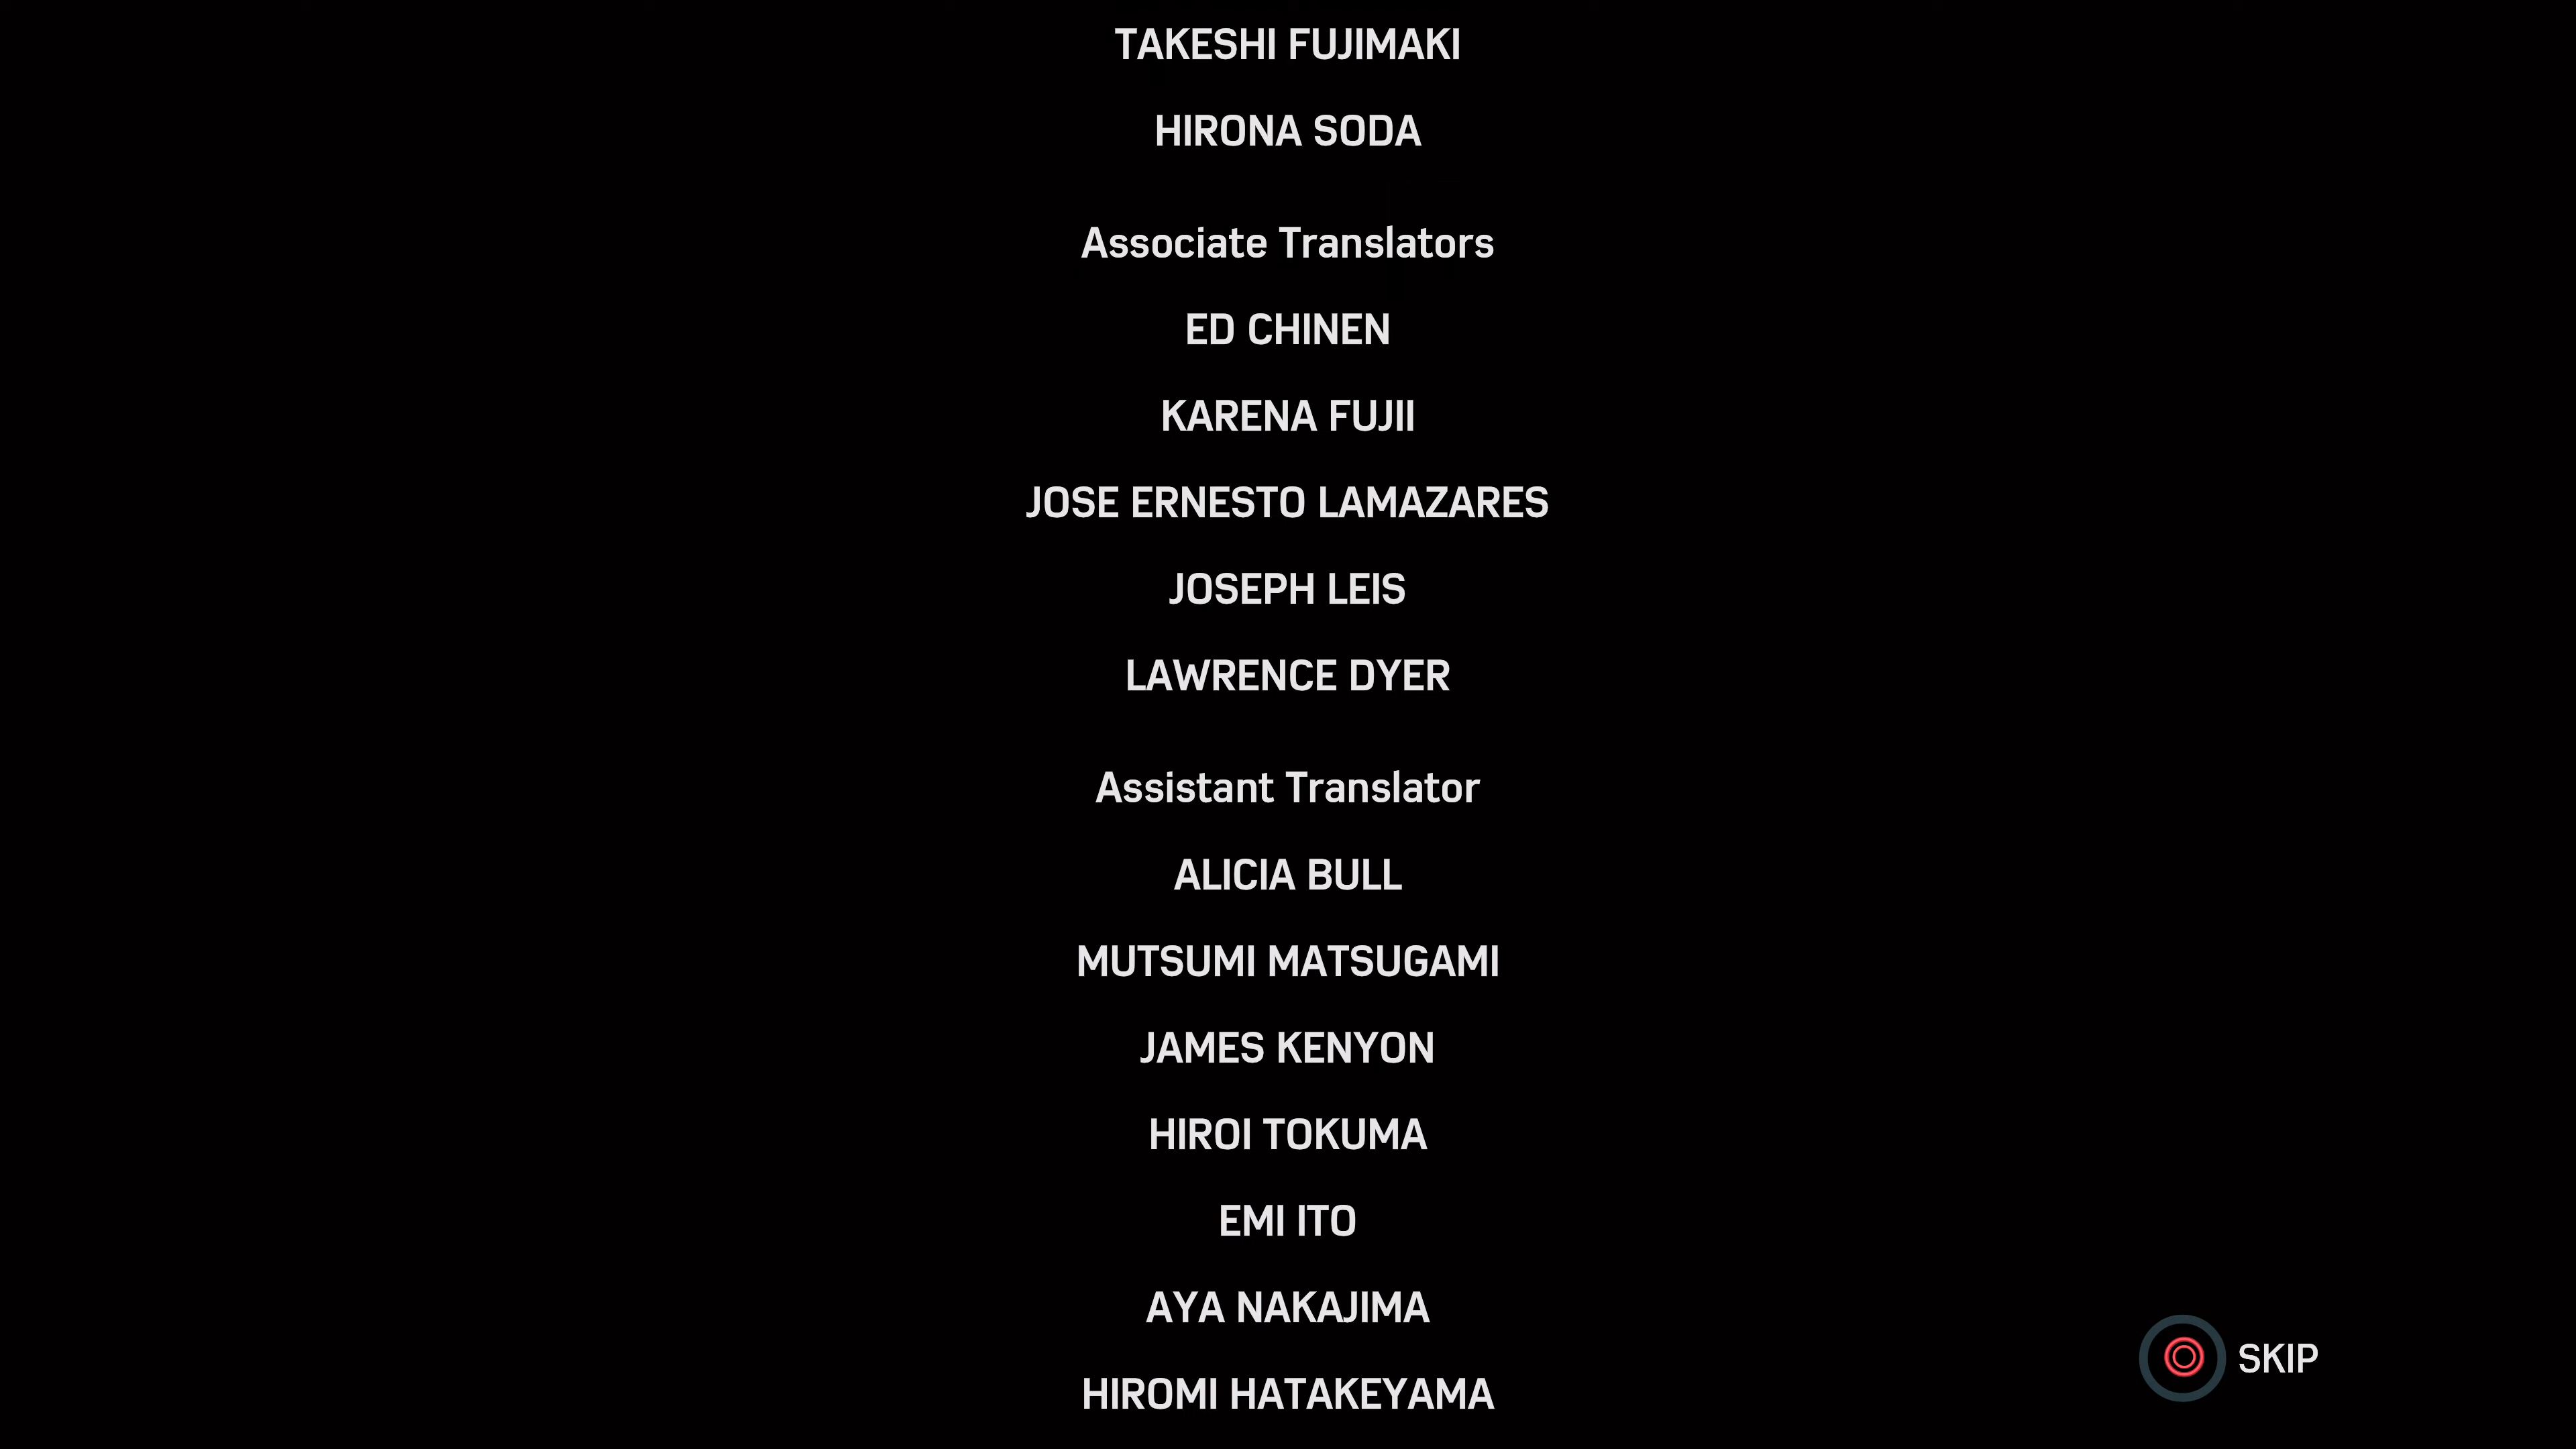 TAKESHI FUJIMAKI
HIRONA SODA
Associate Translators
ED CHINEN
KARENA FUJII
JOSE ERNESTO LAMAZARES
JOSEPH LEIS
LAWRENCE DYER
Assistant Translator
ALICIA BULL
MUTSUMI MATSUGAMI
JAMES KENYON
HIROI TOKUMA
EMI ITO
AYA NAKAJIMA
HIROMI HATAKEYAMA
SKIP